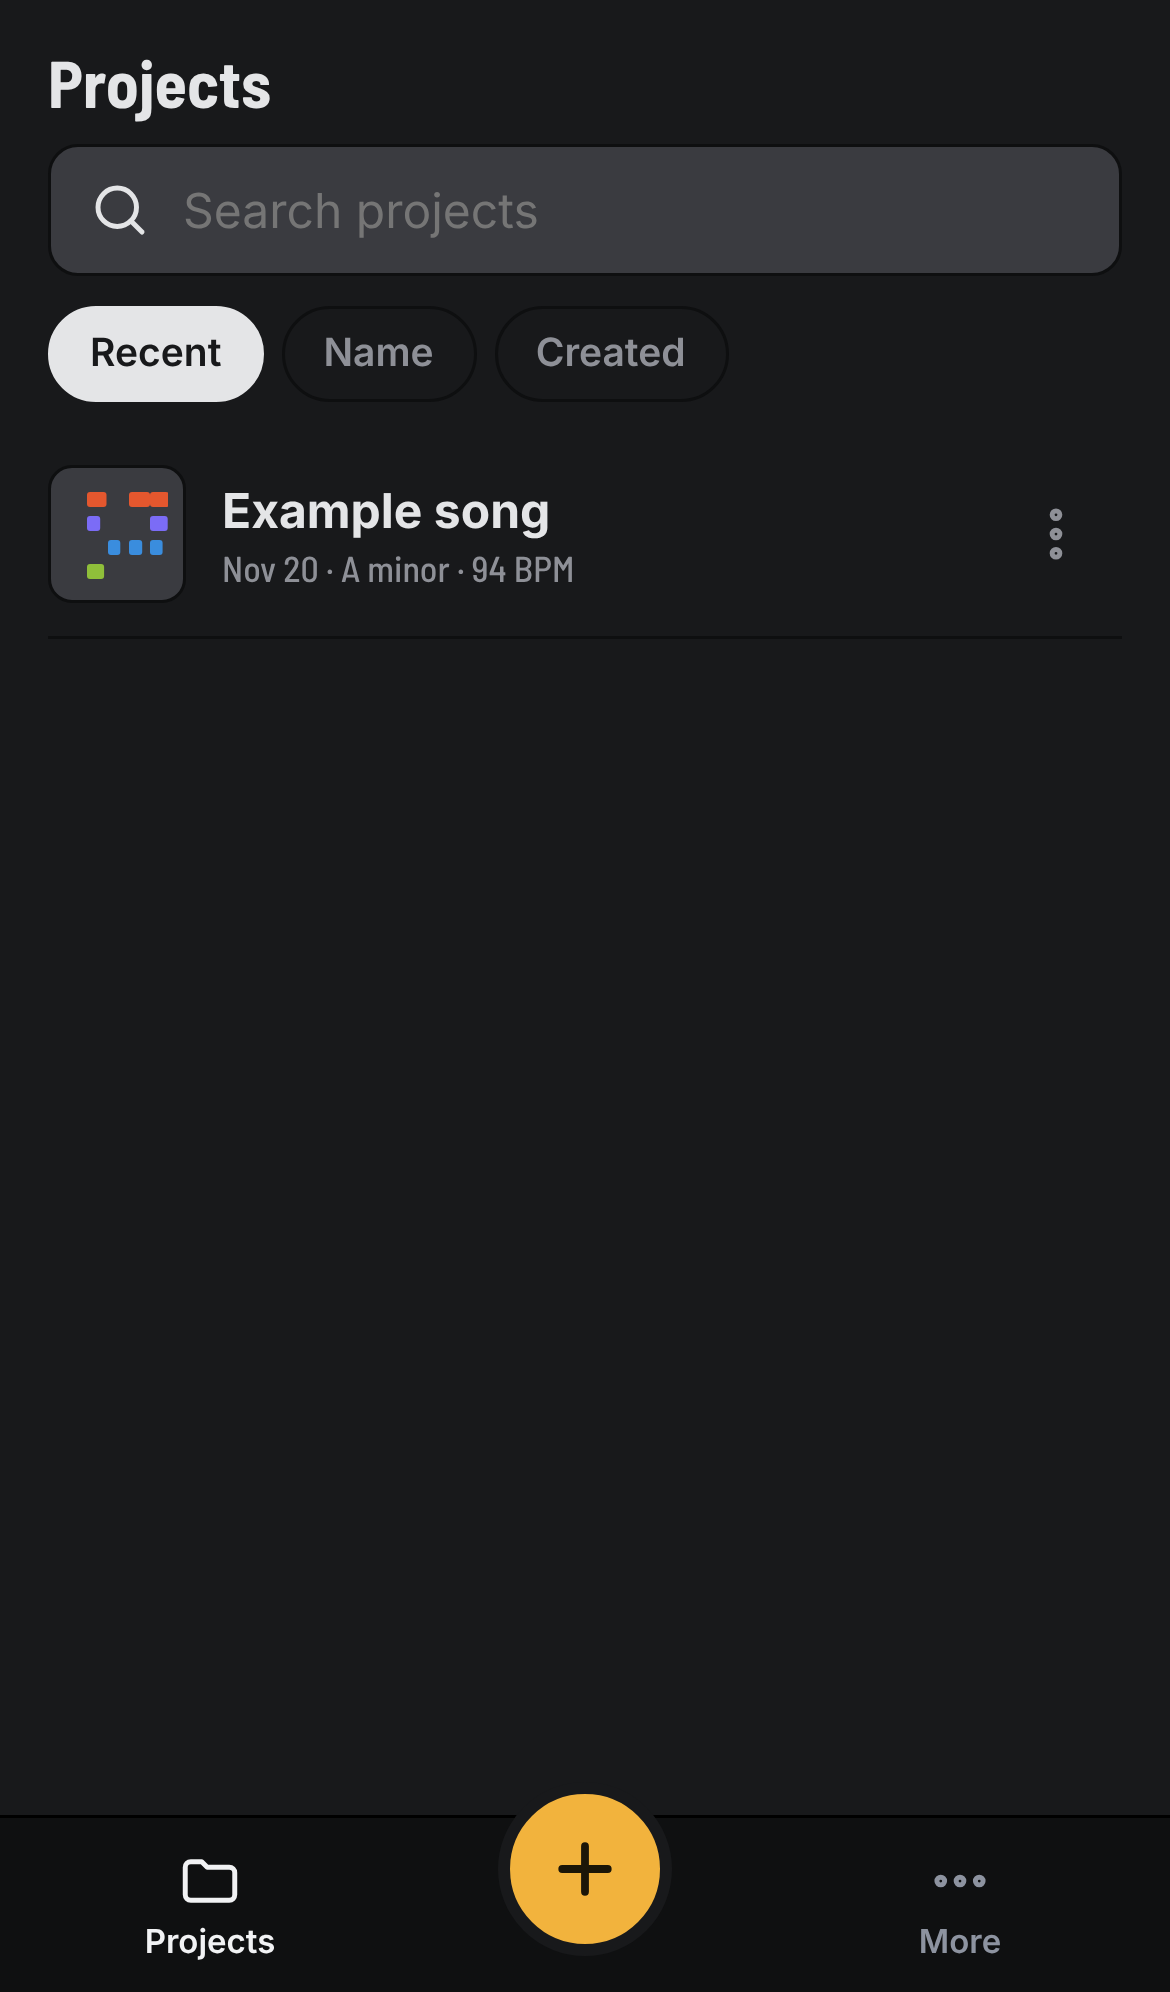 Projects
Search projects
Recent Name Created
Example song
Nov 20 · A minor · 94 BPM
Projects More